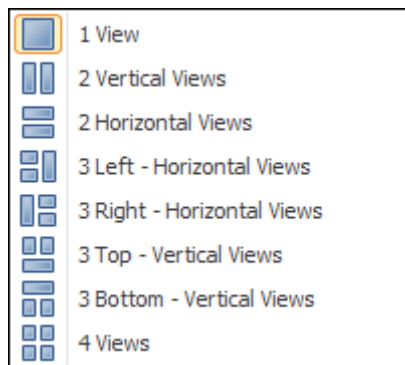 1 View
2 Vertical Views
2 Horizontal Views
3 Left - Horizontal Views
3 Right - Horizontal Views
3 Top - Vertical Views
3 Bottom - Vertical Views
4 Views